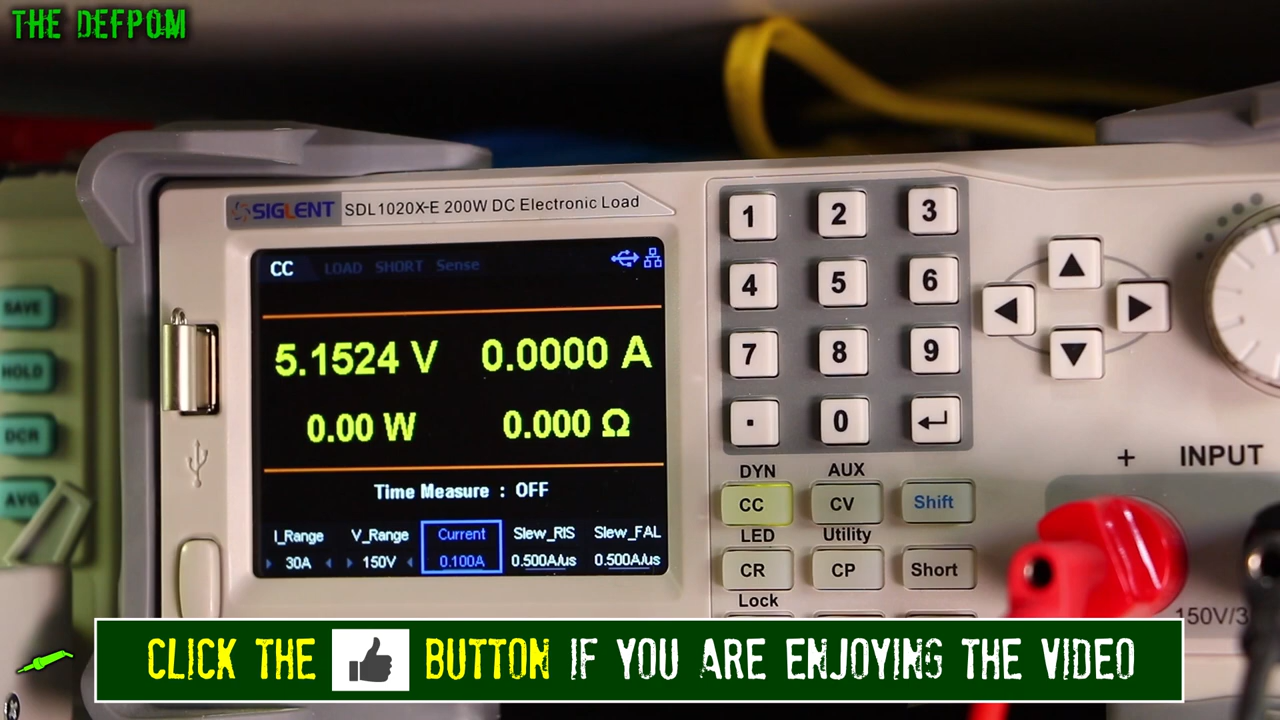 THE DEFPOM
SIGLENT SDL1020X-E 200W DC Electronic Load
CC LOAD SHORT Sense
5.1524 V 0.0000 A
0.00 W 0.000 Ω
Time Measure : OFF
I_Range V_Range Current Slew_RIS Slew_FAL
30A 150V 0.100A 0.500A/us 0.500A/us
SAVE
HOLD
DCR
AVG
1 2 3
4 5 6
7 8 9
. 0
DYN AUX
CC CV Shift
LED Utility
CR CP Short
Lock
+ INPUT
CLICK THE BUTTON IF YOU ARE ENJOYING THE VIDEO